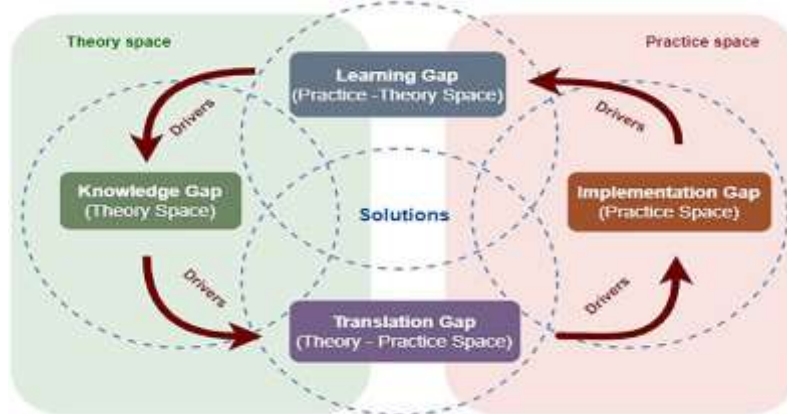 Theory space
Practice space
Learning Gap
(Practice -Theory Space)
Drivers
Drivers
Knowledge Gap
(Theory Space)
Solutions
Implementation Gap
(Practice Space)
Drivers
Drivers
Translation Gap
(Theory - Practice Space)